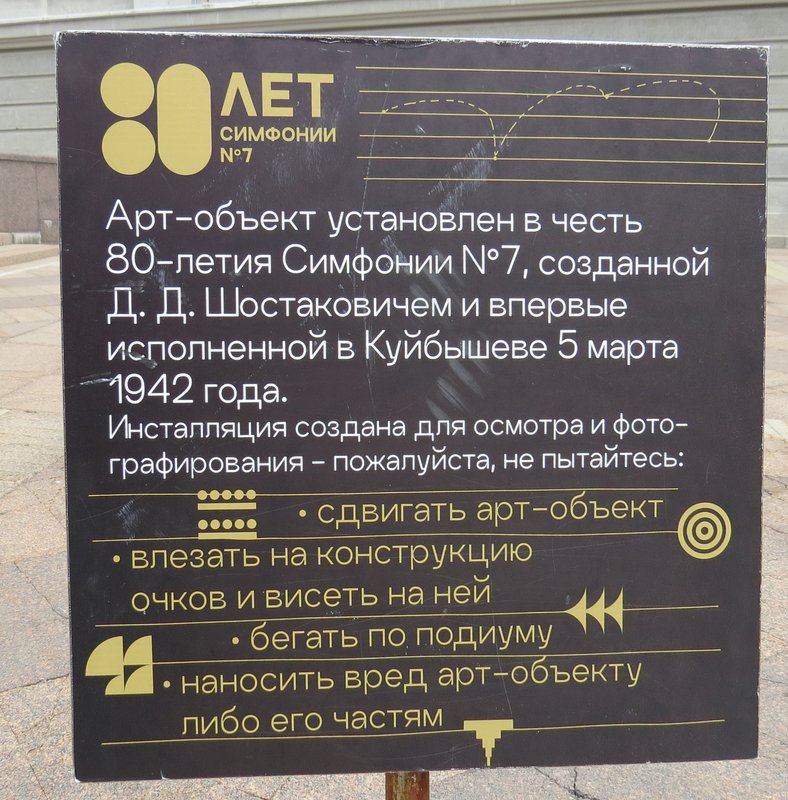 80 ЛЕТ
СИМФОНИИ
№7
Арт-объект установлен в честь
80-летия Симфонии №7, созданной
Д. Д. Шостаковичем и впервые
исполненной в Куйбышеве 5 марта
1942 года.
Инсталляция создана для осмотра и фото-
графирования – пожалуйста, не пытайтесь:
• сдвигать арт-объект
• влезать на конструкцию
очков и висеть на ней
• бегать по подиуму
• наносить вред арт-объекту
либо его частям